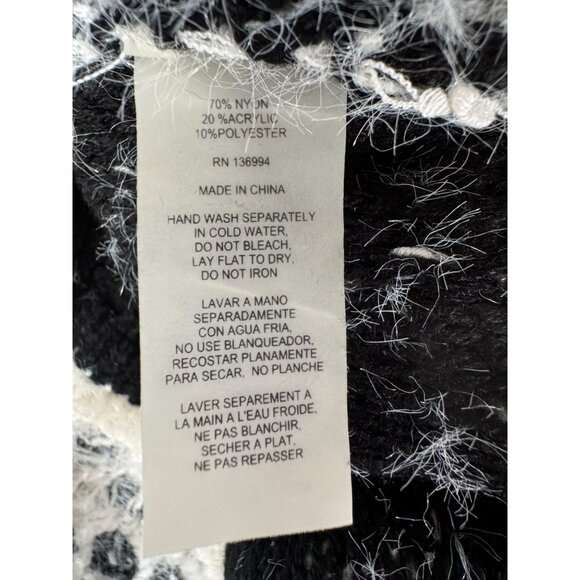 70% NYLON
20 %ACRYLIC
10%POLYESTER
RN 136994
MADE IN CHINA
HAND WASH SEPARATELY
IN COLD WATER,
DO NOT BLEACH,
LAY FLAT TO DRY,
DO NOT IRON
LAVAR A MANO
SEPARADAMENTE
CON AGUA FRIA,
NO USE BLANQUEADOR,
RECOSTAR PLANAMENTE
PARA SECAR, NO PLANCHE
LAVER SEPAREMENT A
LA MAIN A L'EAU FROIDE,
NE PAS BLANCHIR,
SECHER A PLAT,
NE PAS REPASSER